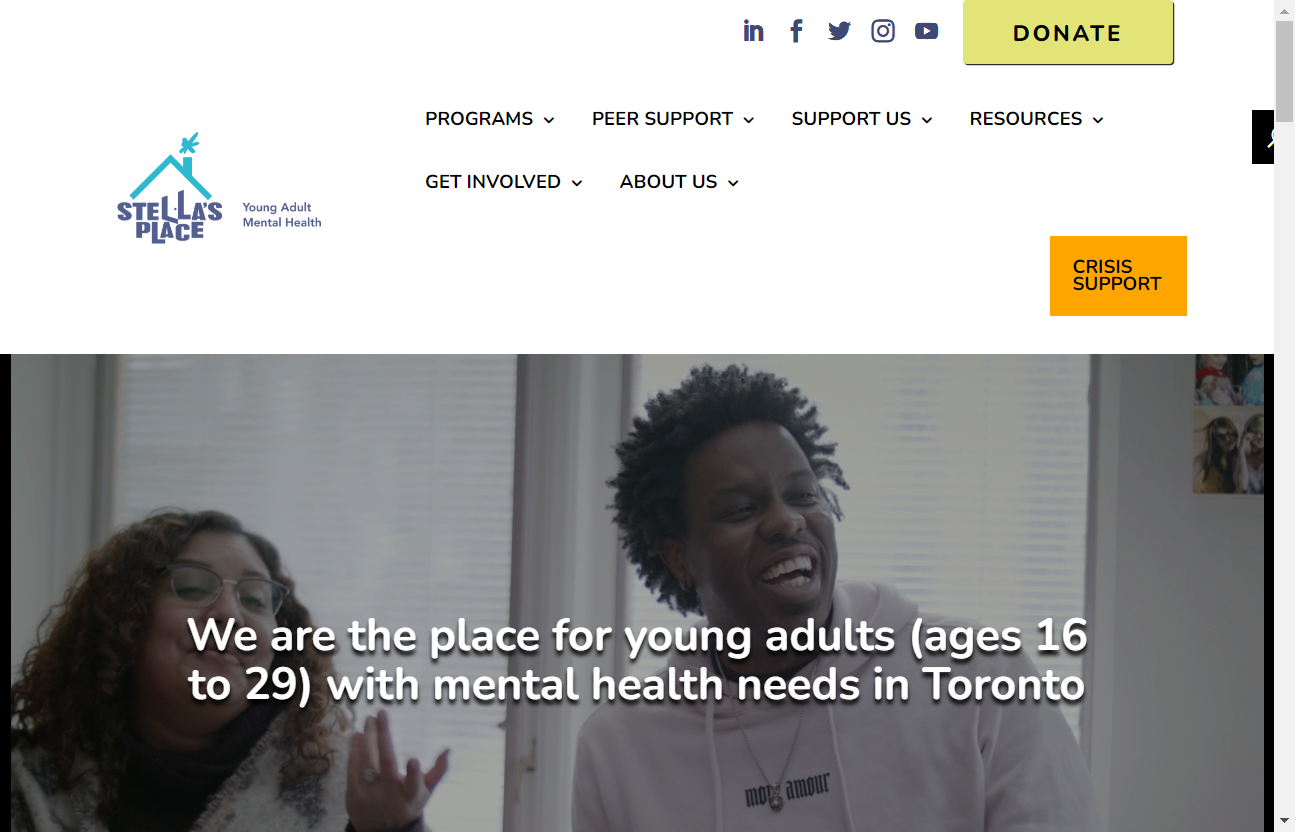 DONATE
PROGRAMS
PEER SUPPORT
SUPPORT US
RESOURCES
GET INVOLVED
ABOUT US
STELLA'S
PLACE
Young Adult
Mental Health
CRISIS
SUPPORT
We are the place for young adults (ages 16
to 29) with mental health needs in Toronto
mon amour